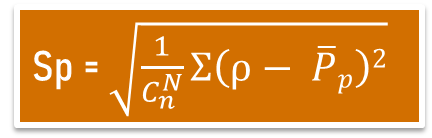 Sp = √(1/C_n^N Σ(ρ − P̄_p)²)